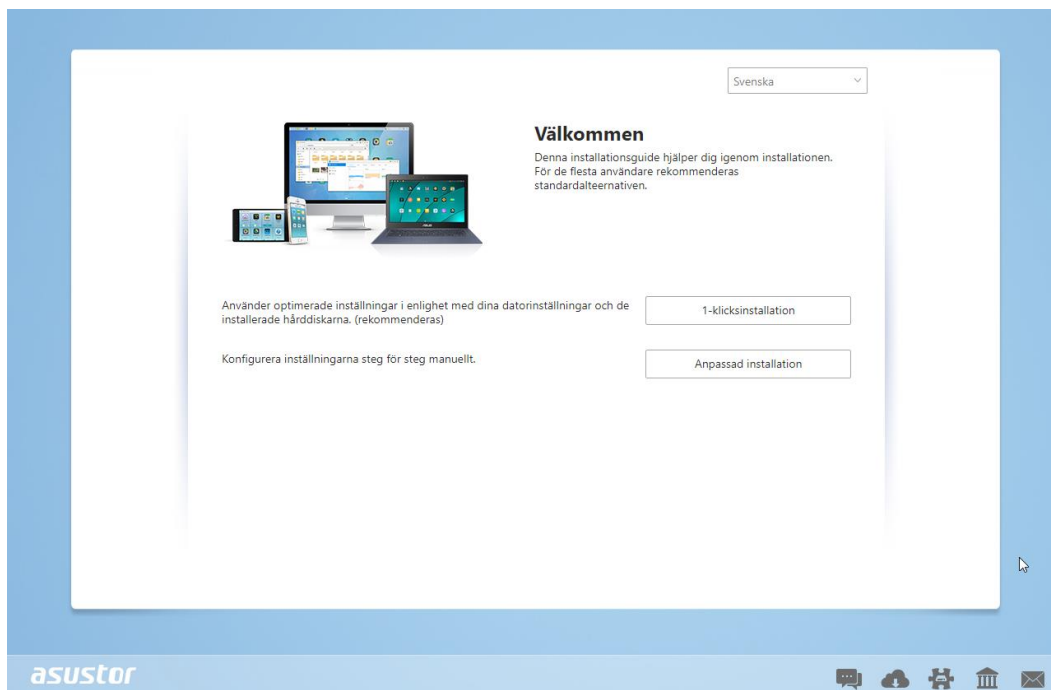 Svenska
Välkommen
Denna installationsguide hjälper dig igenom installationen.
För de flesta användare rekommenderas
standardalteernativen.
Använder optimerade inställningar i enlighet med dina datorinställningar och de
installerade hårddiskarna. (rekommenderas)
1-klicksinstallation
Konfigurera inställningarna steg för steg manuellt.
Anpassad installation
asustor